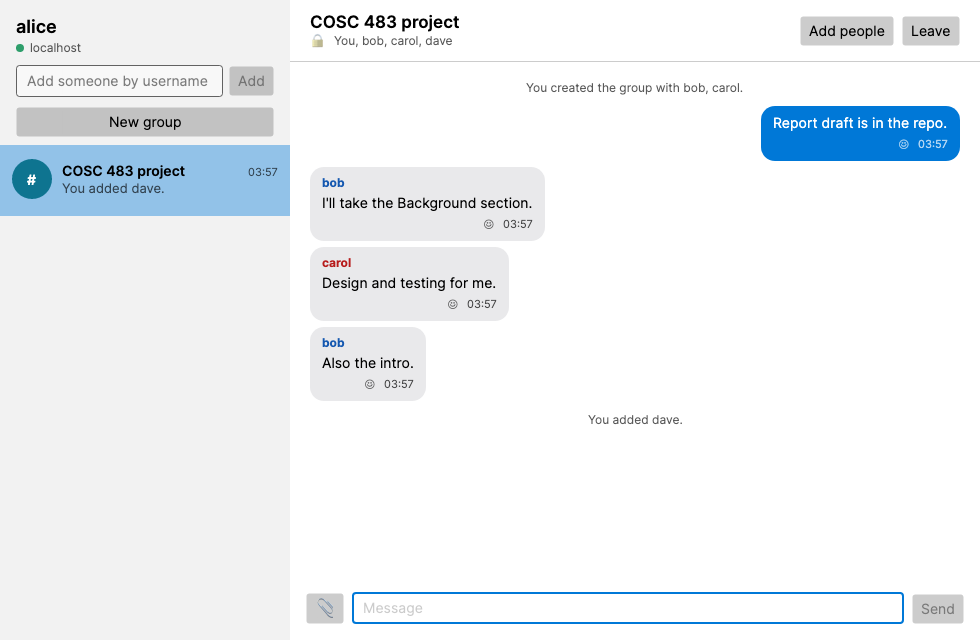 alice
localhost
Add someone by username
Add
New group
#
COSC 483 project
03:57
You added dave.
COSC 483 project
You, bob, carol, dave
Add people
Leave
You created the group with bob, carol.
Report draft is in the repo.
03:57
bob
I'll take the Background section.
03:57
carol
Design and testing for me.
03:57
bob
Also the intro.
03:57
You added dave.
Message
Send